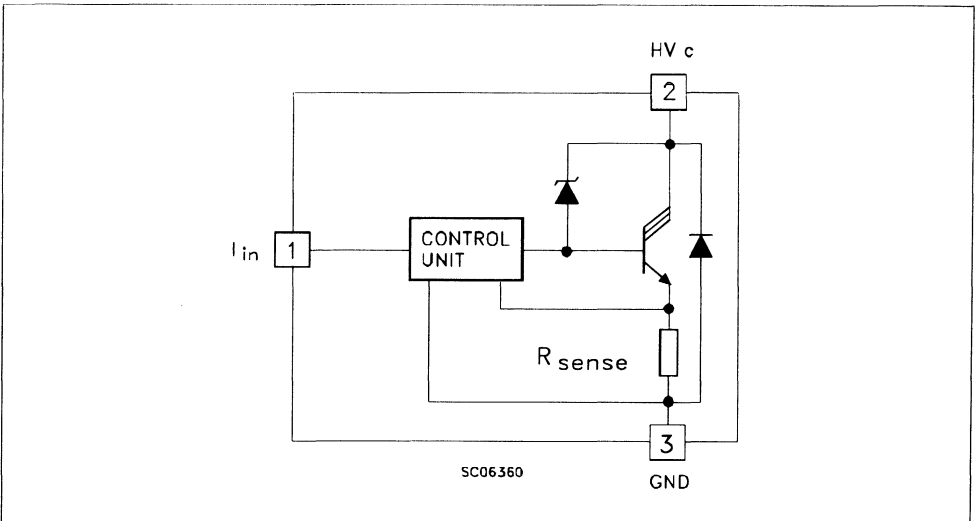 HV c
2
I in
1
CONTROL
UNIT
R sense
3
SC06360
GND